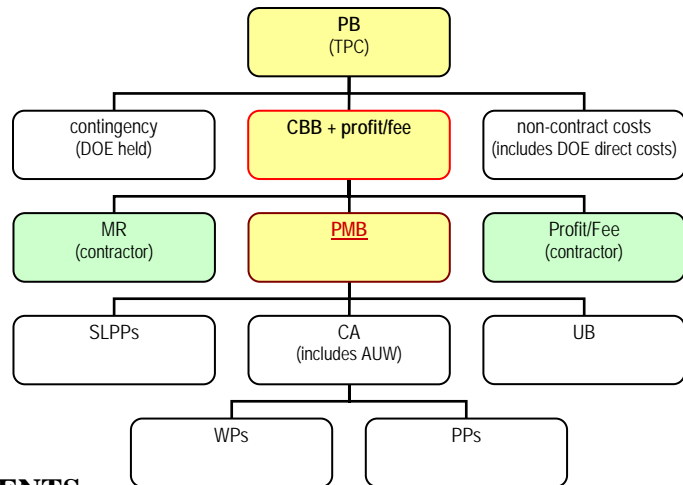 PB
(TPC)
contingency
(DOE held)
CBB + profit/fee
non-contract costs
(includes DOE direct costs)
MR
(contractor)
PMB
Profit/Fee
(contractor)
SLPPs
CA
(includes AUW)
UB
WPs
PPs